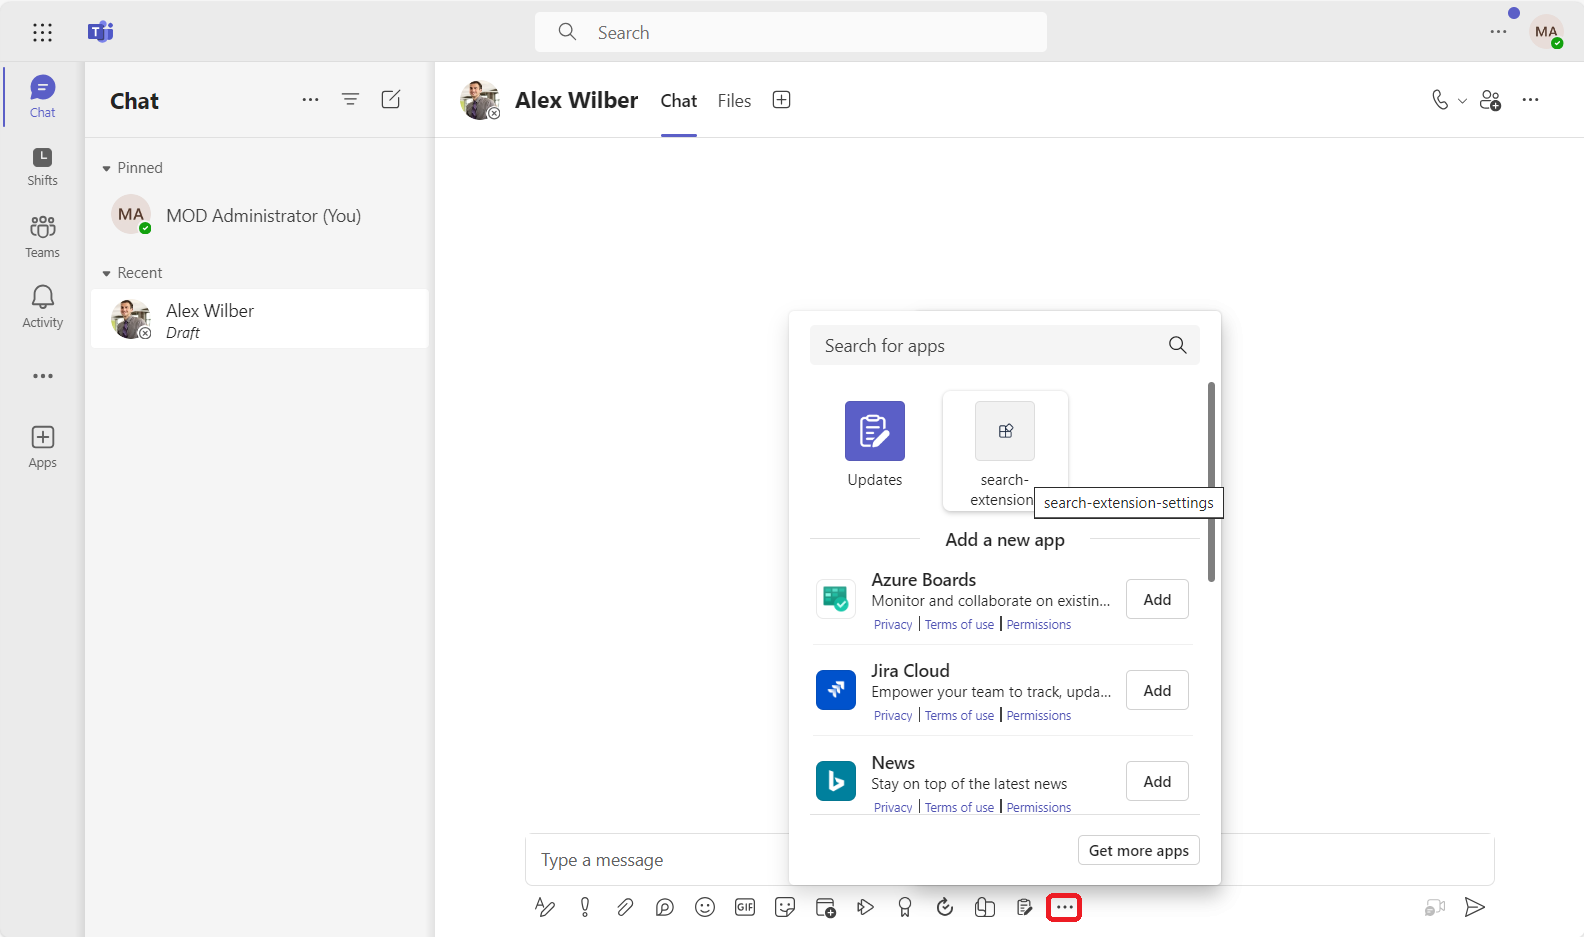 Search
MA
Chat
Shifts
Teams
Activity
Apps
Chat
Pinned
MA
MOD Administrator (You)
Recent
Alex Wilber
Draft
Alex Wilber
Chat
Files
Search for apps
Updates
search-
extension
search-extension-settings
Add a new app
Azure Boards
Monitor and collaborate on existin...
Privacy | Terms of use | Permissions
Add
Jira Cloud
Empower your team to track, upda...
Privacy | Terms of use | Permissions
Add
News
Stay on top of the latest news
Privacy | Terms of use | Permissions
Add
Get more apps
Type a message
GIF